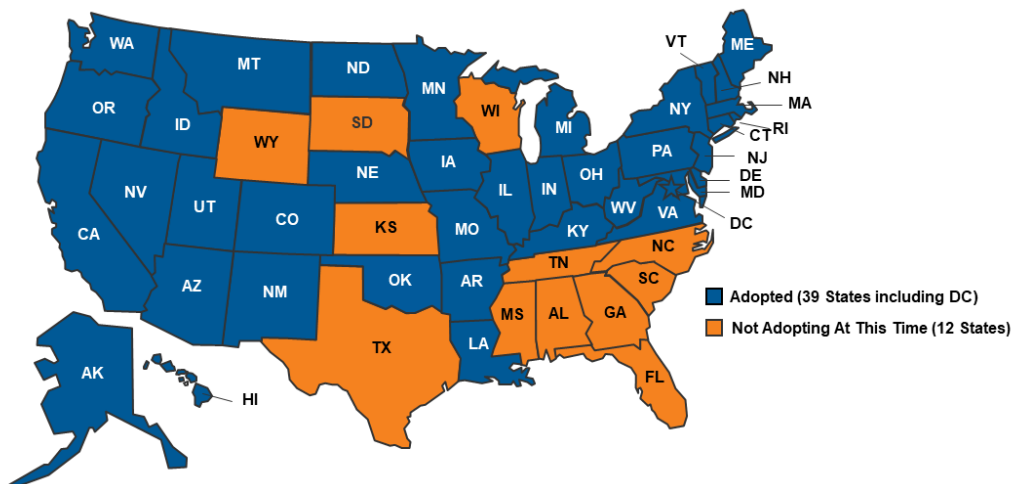 WA
MT
ND
MN
OR
ID
WY
SD
WI
MI
VT
ME
NH
MA
NY
RI
CT
NV
UT
CO
NE
IA
IL
IN
OH
PA
NJ
DE
MD
DC
CA
AZ
NM
KS
OK
MO
AR
KY
WV
VA
TN
NC
SC
MS
AL
GA
TX
LA
FL
AK
HI
Adopted (39 States including DC)
Not Adopting At This Time (12 States)